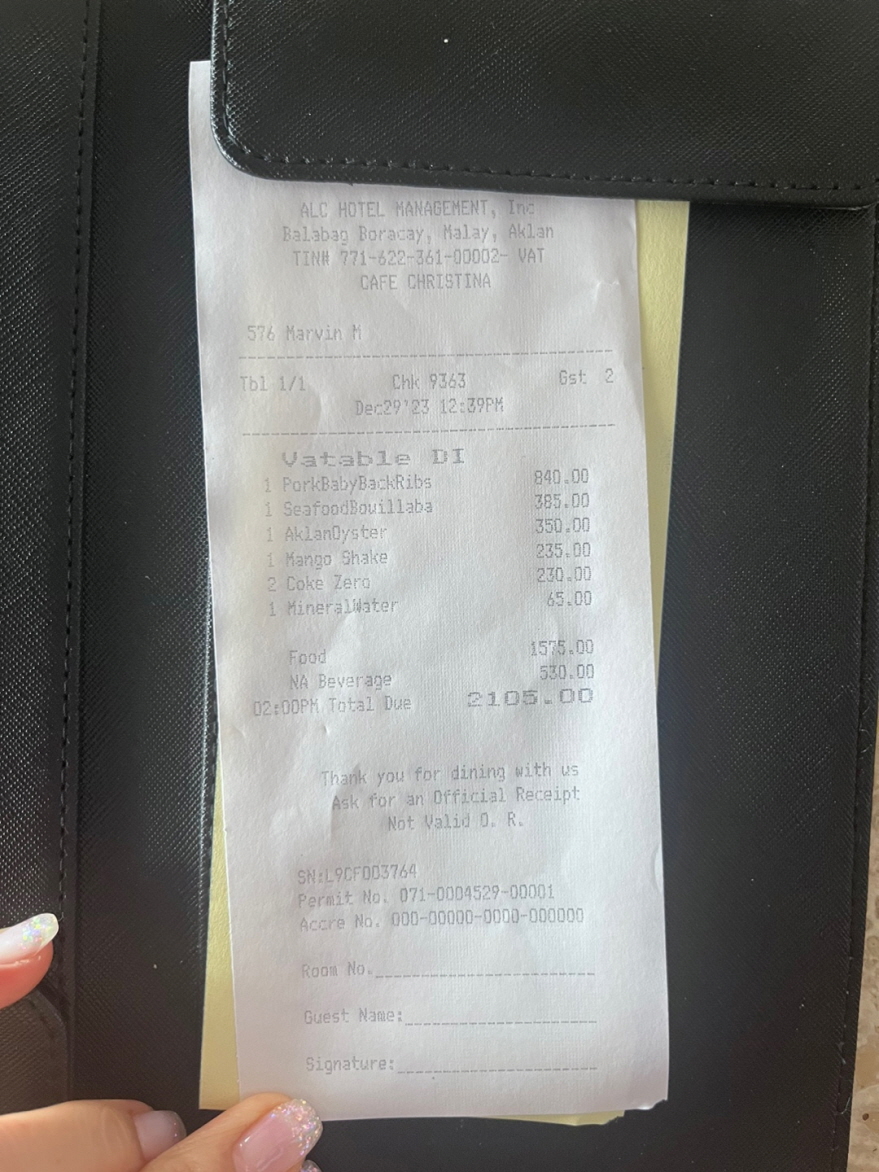 ALC HOTEL MANAGEMENT, Inc
Balabag Boracay, Malay, Aklan
TIN# 771-622-361-00002- VAT
CAFE CHRISTINA
576 Marvin M
Tbl 1/1 Chk 9363 Gst 2
Dec29'23 12:39PM
Vatable DI
1 PorkBabyBackRibs 840.00
1 SeafoodBouillaba 385.00
1 AklanOyster 350.00
1 Mango Shake 235.00
2 Coke Zero 230.00
1 MineralWater 65.00
Food 1575.00
NA Beverage 530.00
02:00PM Total Due 2105.00
Thank you for dining with us
Ask for an Official Receipt
Not Valid O. R.
SN:L9CF003764
Permit No. 071-0004529-00001
Accre No. 000-00000-0000-000000
Room No.
Guest Name:
Signature: